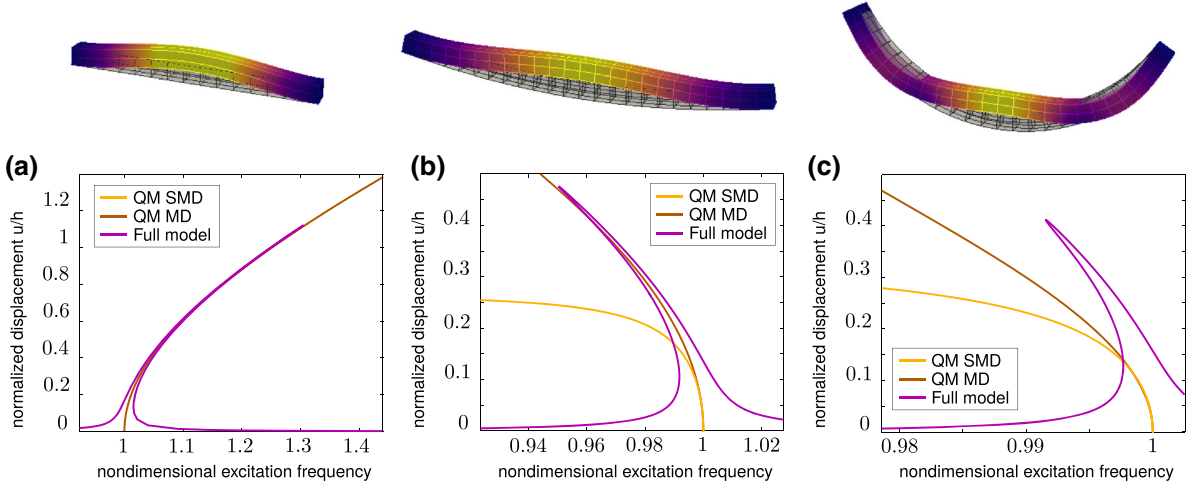 (a)
QM SMD
QM MD
Full model
normalized displacement u/h
1.2
1
0.8
0.6
0.4
0.2
0
1
1.1
1.2
1.3
1.4
nondimensional excitation frequency
(b)
QM SMD
QM MD
Full model
normalized displacement u/h
0.4
0.3
0.2
0.1
0
0.94
0.96
0.98
1
1.02
nondimensional excitation frequency
(c)
QM SMD
QM MD
Full model
normalized displacement u/h
0.4
0.3
0.2
0.1
0
0.98
0.99
1
nondimensional excitation frequency